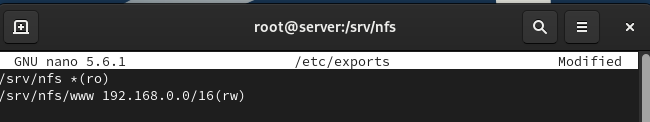 root@server:/srv/nfs
GNU nano 5.6.1 /etc/exports Modified
/srv/nfs *(ro)
/srv/nfs/www 192.168.0.0/16(rw)